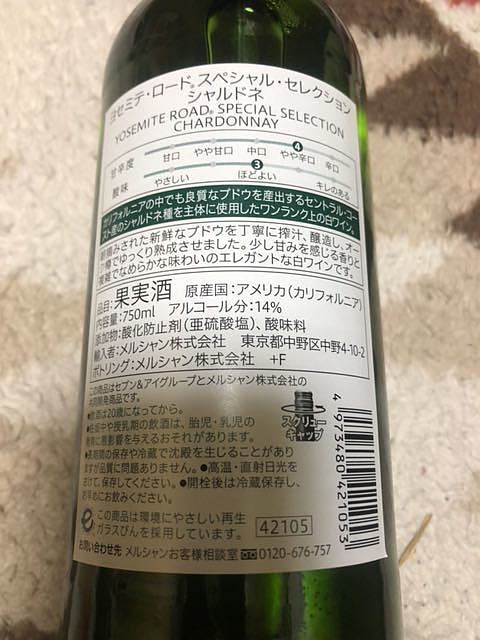 ヨセミテ・ロード® スペシャル・セレクション
シャルドネ
YOSEMITE ROAD® SPECIAL SELECTION
CHARDONNAY
甘辛度 甘口 やや甘口 中口 4 やや辛口 辛口
酸味 やさしい 3 ほどよい キレのある
カリフォルニアの中でも良質なブドウを産出するセントラル・コー
スト産のシャルドネ種を主体に使用したワンランク上の白ワイン。
朝摘みされた新鮮なブドウを丁寧に搾汁、醸造し、オー
ク樽でゆっくり熟成させました。少し甘みを感じる香りと
複雑でなめらかな味わいのエレガントな白ワインです。
品目:果実酒 原産国:アメリカ(カリフォルニア)
内容量:750ml アルコール分:14%
添加物:酸化防止剤(亜硫酸塩)、酸味料
輸入者:メルシャン株式会社 東京都中野区中野4-10-2
ボトリング:メルシャン株式会社 +F
この商品はセブン&アイグループとメルシャン株式会社の
共同開発商品です。
●飲酒は20歳になってから。
●妊娠中や授乳期の飲酒は、胎児・乳児の
発育に悪影響を与えるおそれがあります。
●長期間の保存や冷蔵で沈殿を生じることがあり
ますが品質に問題ありません。●高温・直射日光を
さけて、保存してください。●開栓後は冷蔵保存し、
お早めにお飲みください。
スクリュー
キャップ
この商品は環境にやさしい再生
ガラスびんを採用しています。
42105
お問い合わせ先 メルシャンお客様相談室 0120-676-757
4 973480 421053